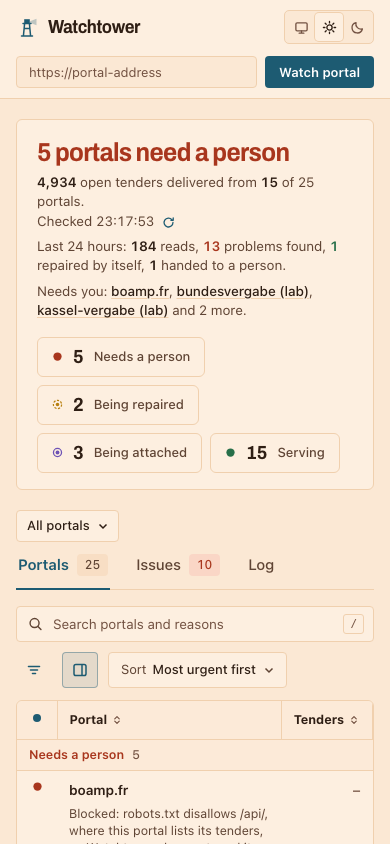 Watchtower
https://portal-address
Watch portal
5 portals need a person
4,934 open tenders delivered from 15 of 25
portals.
Checked 23:17:53
Last 24 hours: 184 reads, 13 problems found, 1
repaired by itself, 1 handed to a person.
Needs you: boamp.fr, bundesvergabe (lab),
kassel-vergabe (lab) and 2 more.
5 Needs a person
2 Being repaired
3 Being attached
15 Serving
All portals
Portals 25
Issues 10
Log
Search portals and reasons /
Sort Most urgent first
Portal
Tenders
Needs a person 5
boamp.fr –
Blocked: robots.txt disallows /api/,
where this portal lists its tenders,